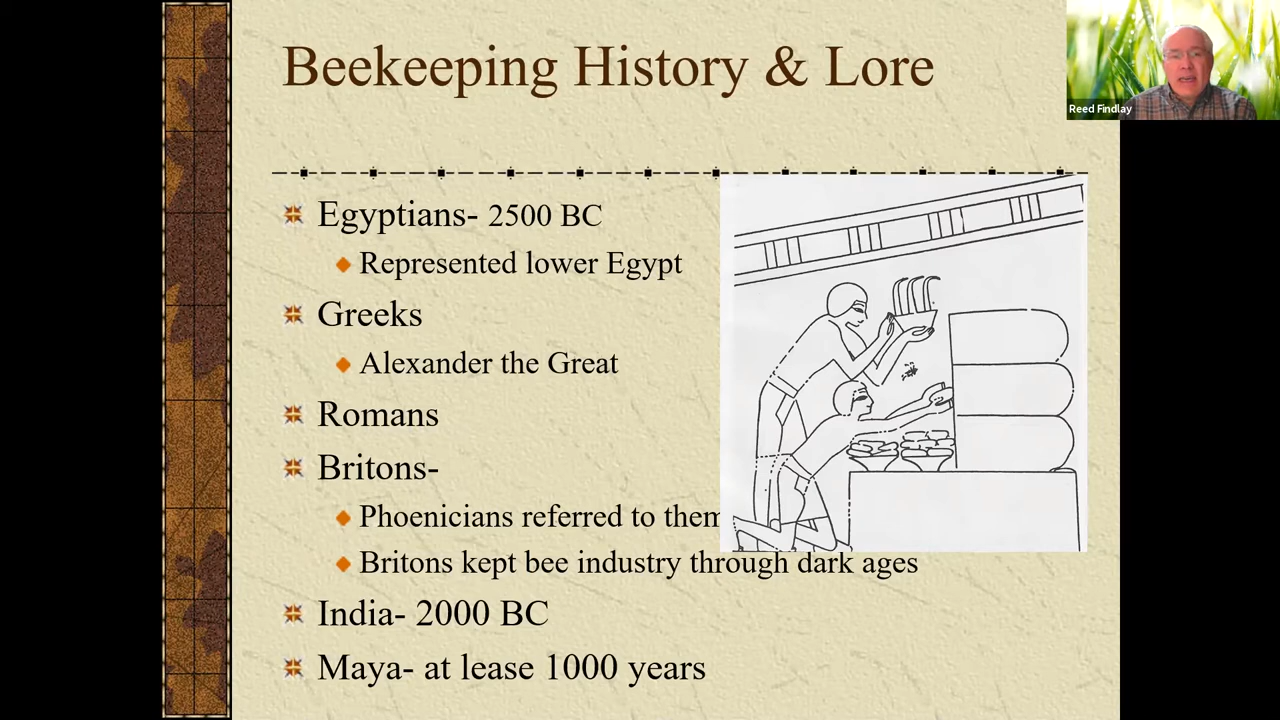 Beekeeping History & Lore
Reed Findlay
Egyptians- 2500 BC
Represented lower Egypt
Greeks
Alexander the Great
Romans
Britons-
Phoenicians referred to them
Britons kept bee industry through dark ages
India- 2000 BC
Maya- at lease 1000 years